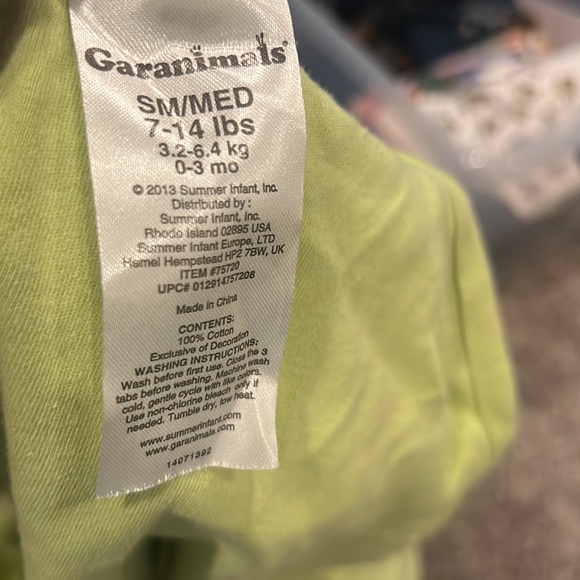 Garanimals®
SM/MED
7-14 lbs
3.2-6.4 kg
0-3 mo
© 2013 Summer Infant, Inc.
Distributed by :
Summer Infant, Inc.
Rhode Island 02895 USA
Summer Infant Europe, LTD
Hemel Hempstead HP2 7BW, UK
ITEM #75720
UPC# 012914757208
Made in China
CONTENTS:
100% Cotton
Exclusive of Decoration
WASHING INSTRUCTIONS:
Wash before first use. Close the 3
tabs before washing. Machine wash
cold, gentle cycle with like colors.
Use non-chlorine bleach only if
needed. Tumble dry, low heat.
www.summerinfant.com
www.garanimals.com
14071392